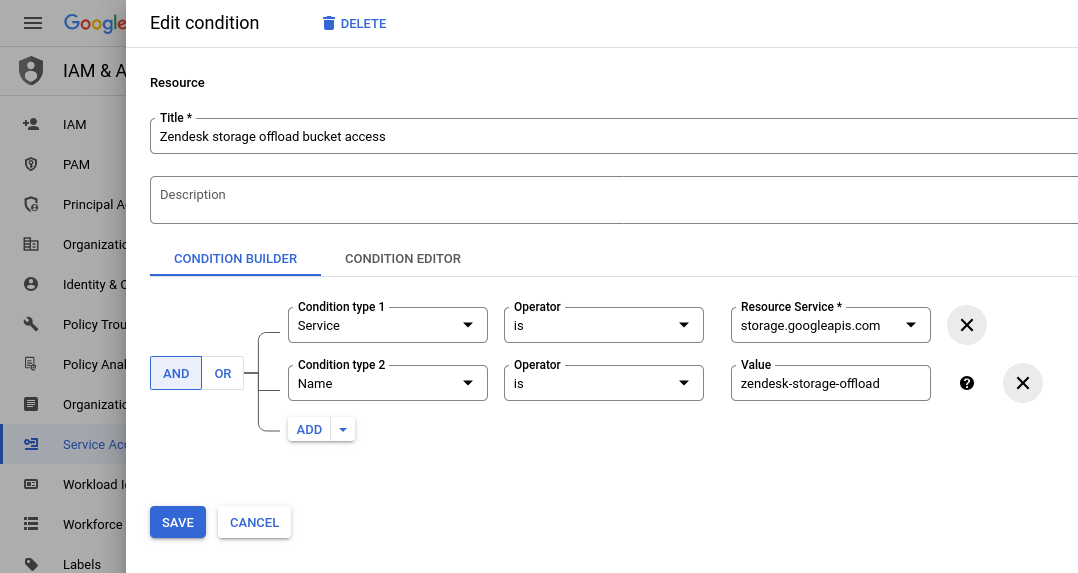 Google
Edit condition
DELETE
IAM & A
Resource
Title *
Zendesk storage offload bucket access
Description
CONDITION BUILDER
CONDITION EDITOR
Condition type 1
Operator
Resource Service *
Service
is
storage.googleapis.com
AND
OR
Condition type 2
Operator
Value
Name
is
zendesk-storage-offload
?
ADD
SAVE
CANCEL
IAM
PAM
Principal A
Organizatio
Identity & O
Policy Trou
Policy Anal
Organizatio
Service Acc
Workload I
Workforce
Labels